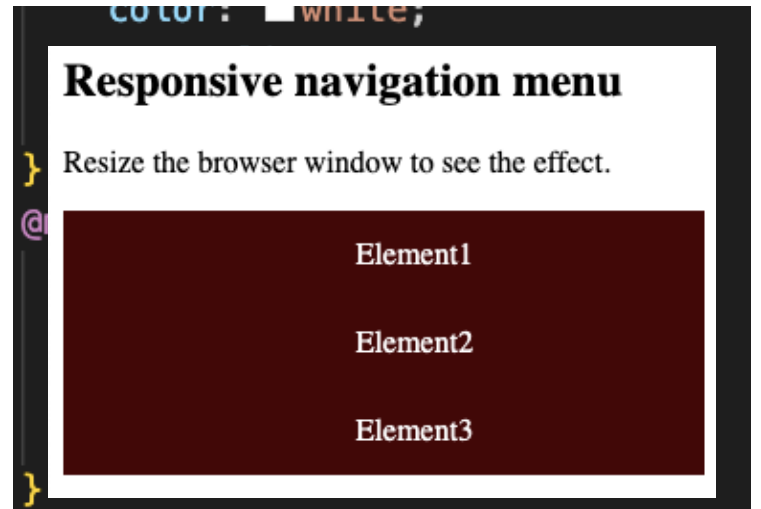 color: white;
Responsive navigation menu
}
Resize the browser window to see the effect.
@
Element1
Element2
Element3
}